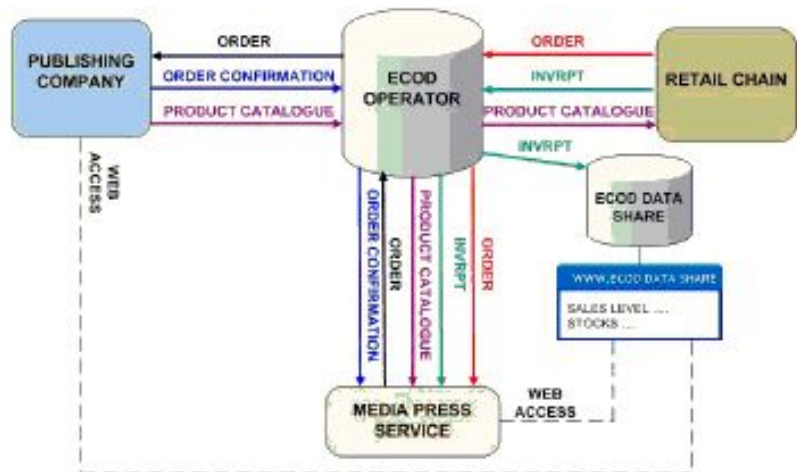 PUBLISHING
COMPANY
ORDER
ORDER CONFIRMATION
PRODUCT CATALOGUE
ECOD
OPERATOR
ORDER
INVRPT
PRODUCT CATALOGUE
RETAIL CHAIN
INVRPT
ECOD DATA
SHARE
WEB
ACCESS
ORDER CONFIRMATION
ORDER
PRODUCT CATALOGUE
INVRPT
ORDER
WWW.ECOD DATA SHARE
SALES LEVEL ....
STOCKS ....
MEDIA PRESS
SERVICE
WEB
ACCESS